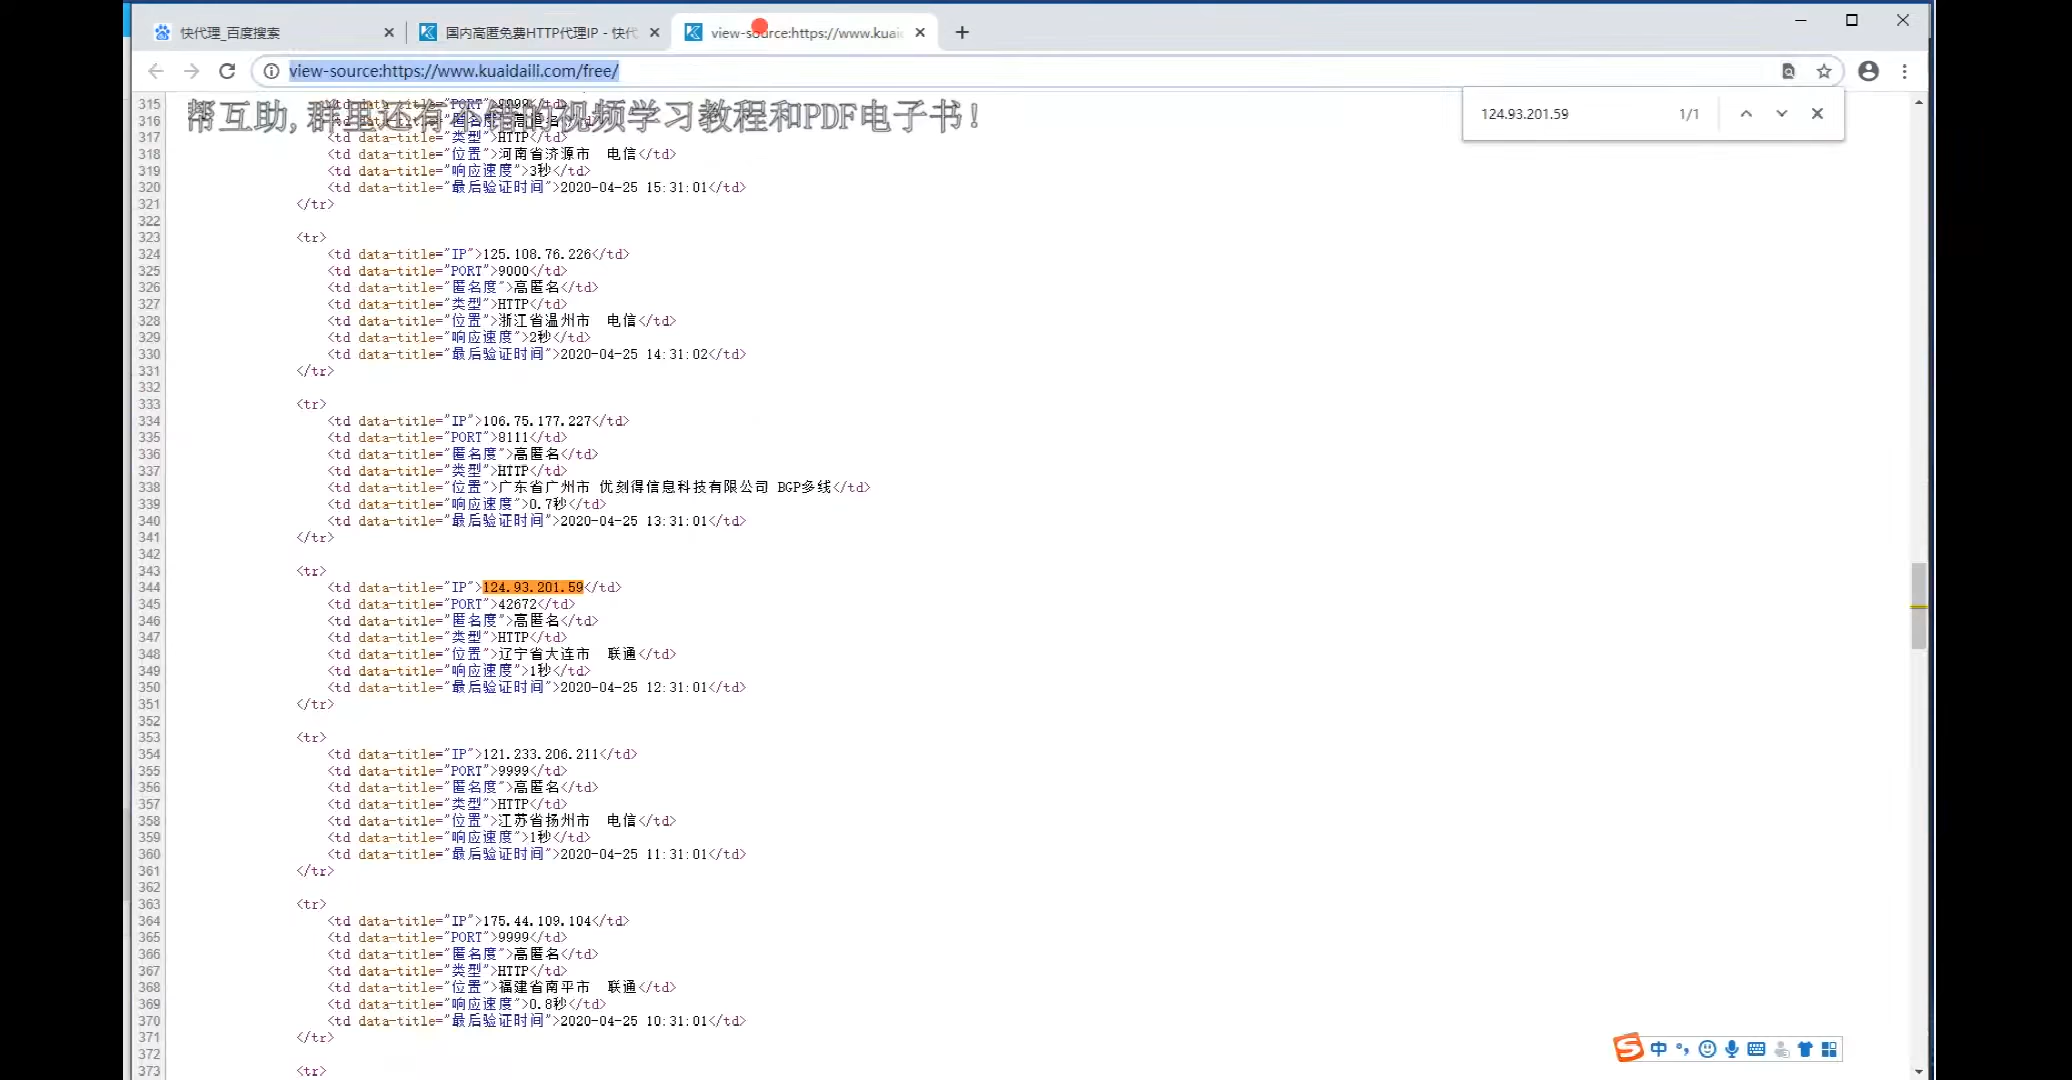 快代理_百度搜索
国内高匿免费HTTP代理IP - 快代
view-source:https://www.kuai
view-source:https://www.kuaidaili.com/free/
124.93.201.59 1/1
帮互助,群里还有不错的视频学习教程和PDF电子书!
315 <td data-title="PORT">9999</td>
316
317 <td data-title="类型">HTTP</td>
318 <td data-title="位置">河南省济源市  电信</td>
319 <td data-title="响应速度">3秒</td>
320 <td data-title="最后验证时间">2020-04-25 15:31:01</td>
321 </tr>
322
323 <tr>
324 <td data-title="IP">125.108.76.226</td>
325 <td data-title="PORT">9000</td>
326 <td data-title="匿名度">高匿名</td>
327 <td data-title="类型">HTTP</td>
328 <td data-title="位置">浙江省温州市  电信</td>
329 <td data-title="响应速度">2秒</td>
330 <td data-title="最后验证时间">2020-04-25 14:31:02</td>
331 </tr>
332
333 <tr>
334 <td data-title="IP">106.75.177.227</td>
335 <td data-title="PORT">8111</td>
336 <td data-title="匿名度">高匿名</td>
337 <td data-title="类型">HTTP</td>
338 <td data-title="位置">广东省广州市 优刻得信息科技有限公司 BGP多线</td>
339 <td data-title="响应速度">0.7秒</td>
340 <td data-title="最后验证时间">2020-04-25 13:31:01</td>
341 </tr>
342
343 <tr>
344 <td data-title="IP">124.93.201.59</td>
345 <td data-title="PORT">42672</td>
346 <td data-title="匿名度">高匿名</td>
347 <td data-title="类型">HTTP</td>
348 <td data-title="位置">辽宁省大连市  联通</td>
349 <td data-title="响应速度">1秒</td>
350 <td data-title="最后验证时间">2020-04-25 12:31:01</td>
351 </tr>
352
353 <tr>
354 <td data-title="IP">121.233.206.211</td>
355 <td data-title="PORT">9999</td>
356 <td data-title="匿名度">高匿名</td>
357 <td data-title="类型">HTTP</td>
358 <td data-title="位置">江苏省扬州市  电信</td>
359 <td data-title="响应速度">1秒</td>
360 <td data-title="最后验证时间">2020-04-25 11:31:01</td>
361 </tr>
362
363 <tr>
364 <td data-title="IP">175.44.109.104</td>
365 <td data-title="PORT">9999</td>
366 <td data-title="匿名度">高匿名</td>
367 <td data-title="类型">HTTP</td>
368 <td data-title="位置">福建省南平市  联通</td>
369 <td data-title="响应速度">0.8秒</td>
370 <td data-title="最后验证时间">2020-04-25 10:31:01</td>
371 </tr>
372
373 <tr>
中